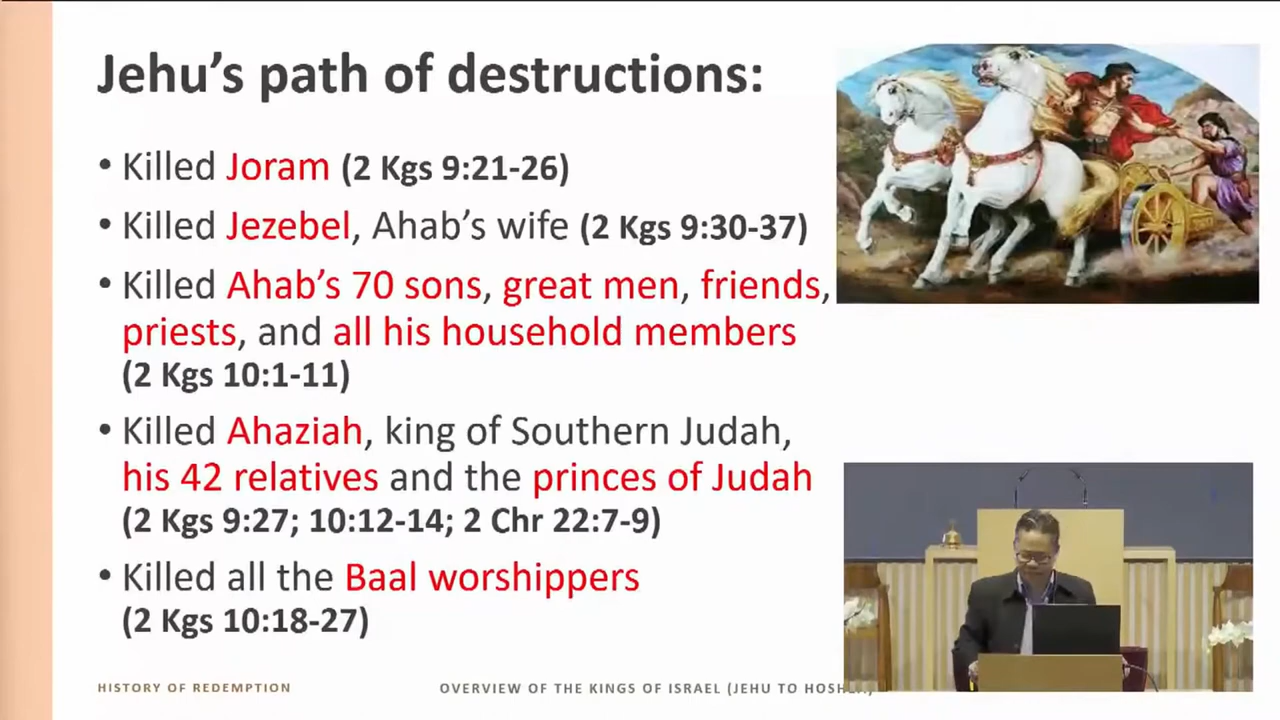 Jehu's path of destructions:
• Killed Joram (2 Kgs 9:21-26)
• Killed Jezebel, Ahab's wife (2 Kgs 9:30-37)
• Killed Ahab's 70 sons, great men, friends,
priests, and all his household members
(2 Kgs 10:1-11)
• Killed Ahaziah, king of Southern Judah,
his 42 relatives and the princes of Judah
(2 Kgs 9:27; 10:12-14; 2 Chr 22:7-9)
• Killed all the Baal worshippers
(2 Kgs 10:18-27)
HISTORY OF REDEMPTION
OVERVIEW OF THE KINGS OF ISRAEL (JEHU TO